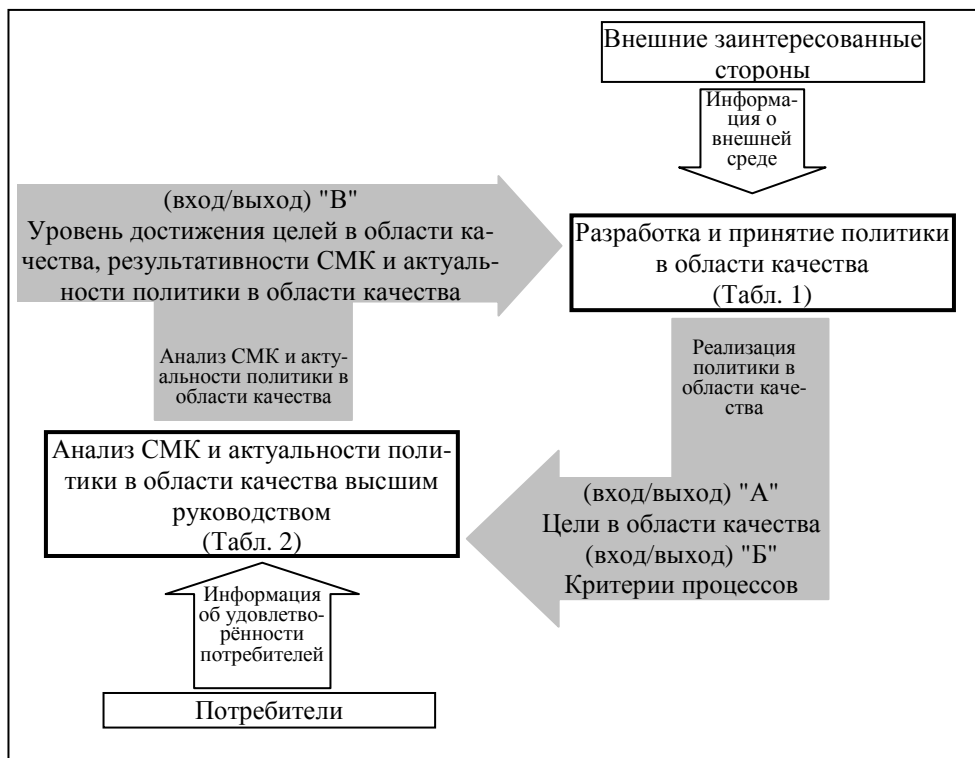 Внешние заинтересованные
стороны
Информа-
ция о
внешней
среде
(вход/выход) "В"
Уровень достижения целей в области ка-
чества, результативности СМК и актуаль-
ности политики в области качества
Разработка и принятие политики
в области качества
(Табл. 1)
Анализ СМК и акту-
альности политики в
области качества
Реализация
политики в
области каче-
ства
Анализ СМК и актуальности поли-
тики в области качества высшим
руководством
(Табл. 2)
(вход/выход) "А"
Цели в области качества
(вход/выход) "Б"
Критерии процессов
Информация
об удовлетво-
рённости
потребителей
Потребители